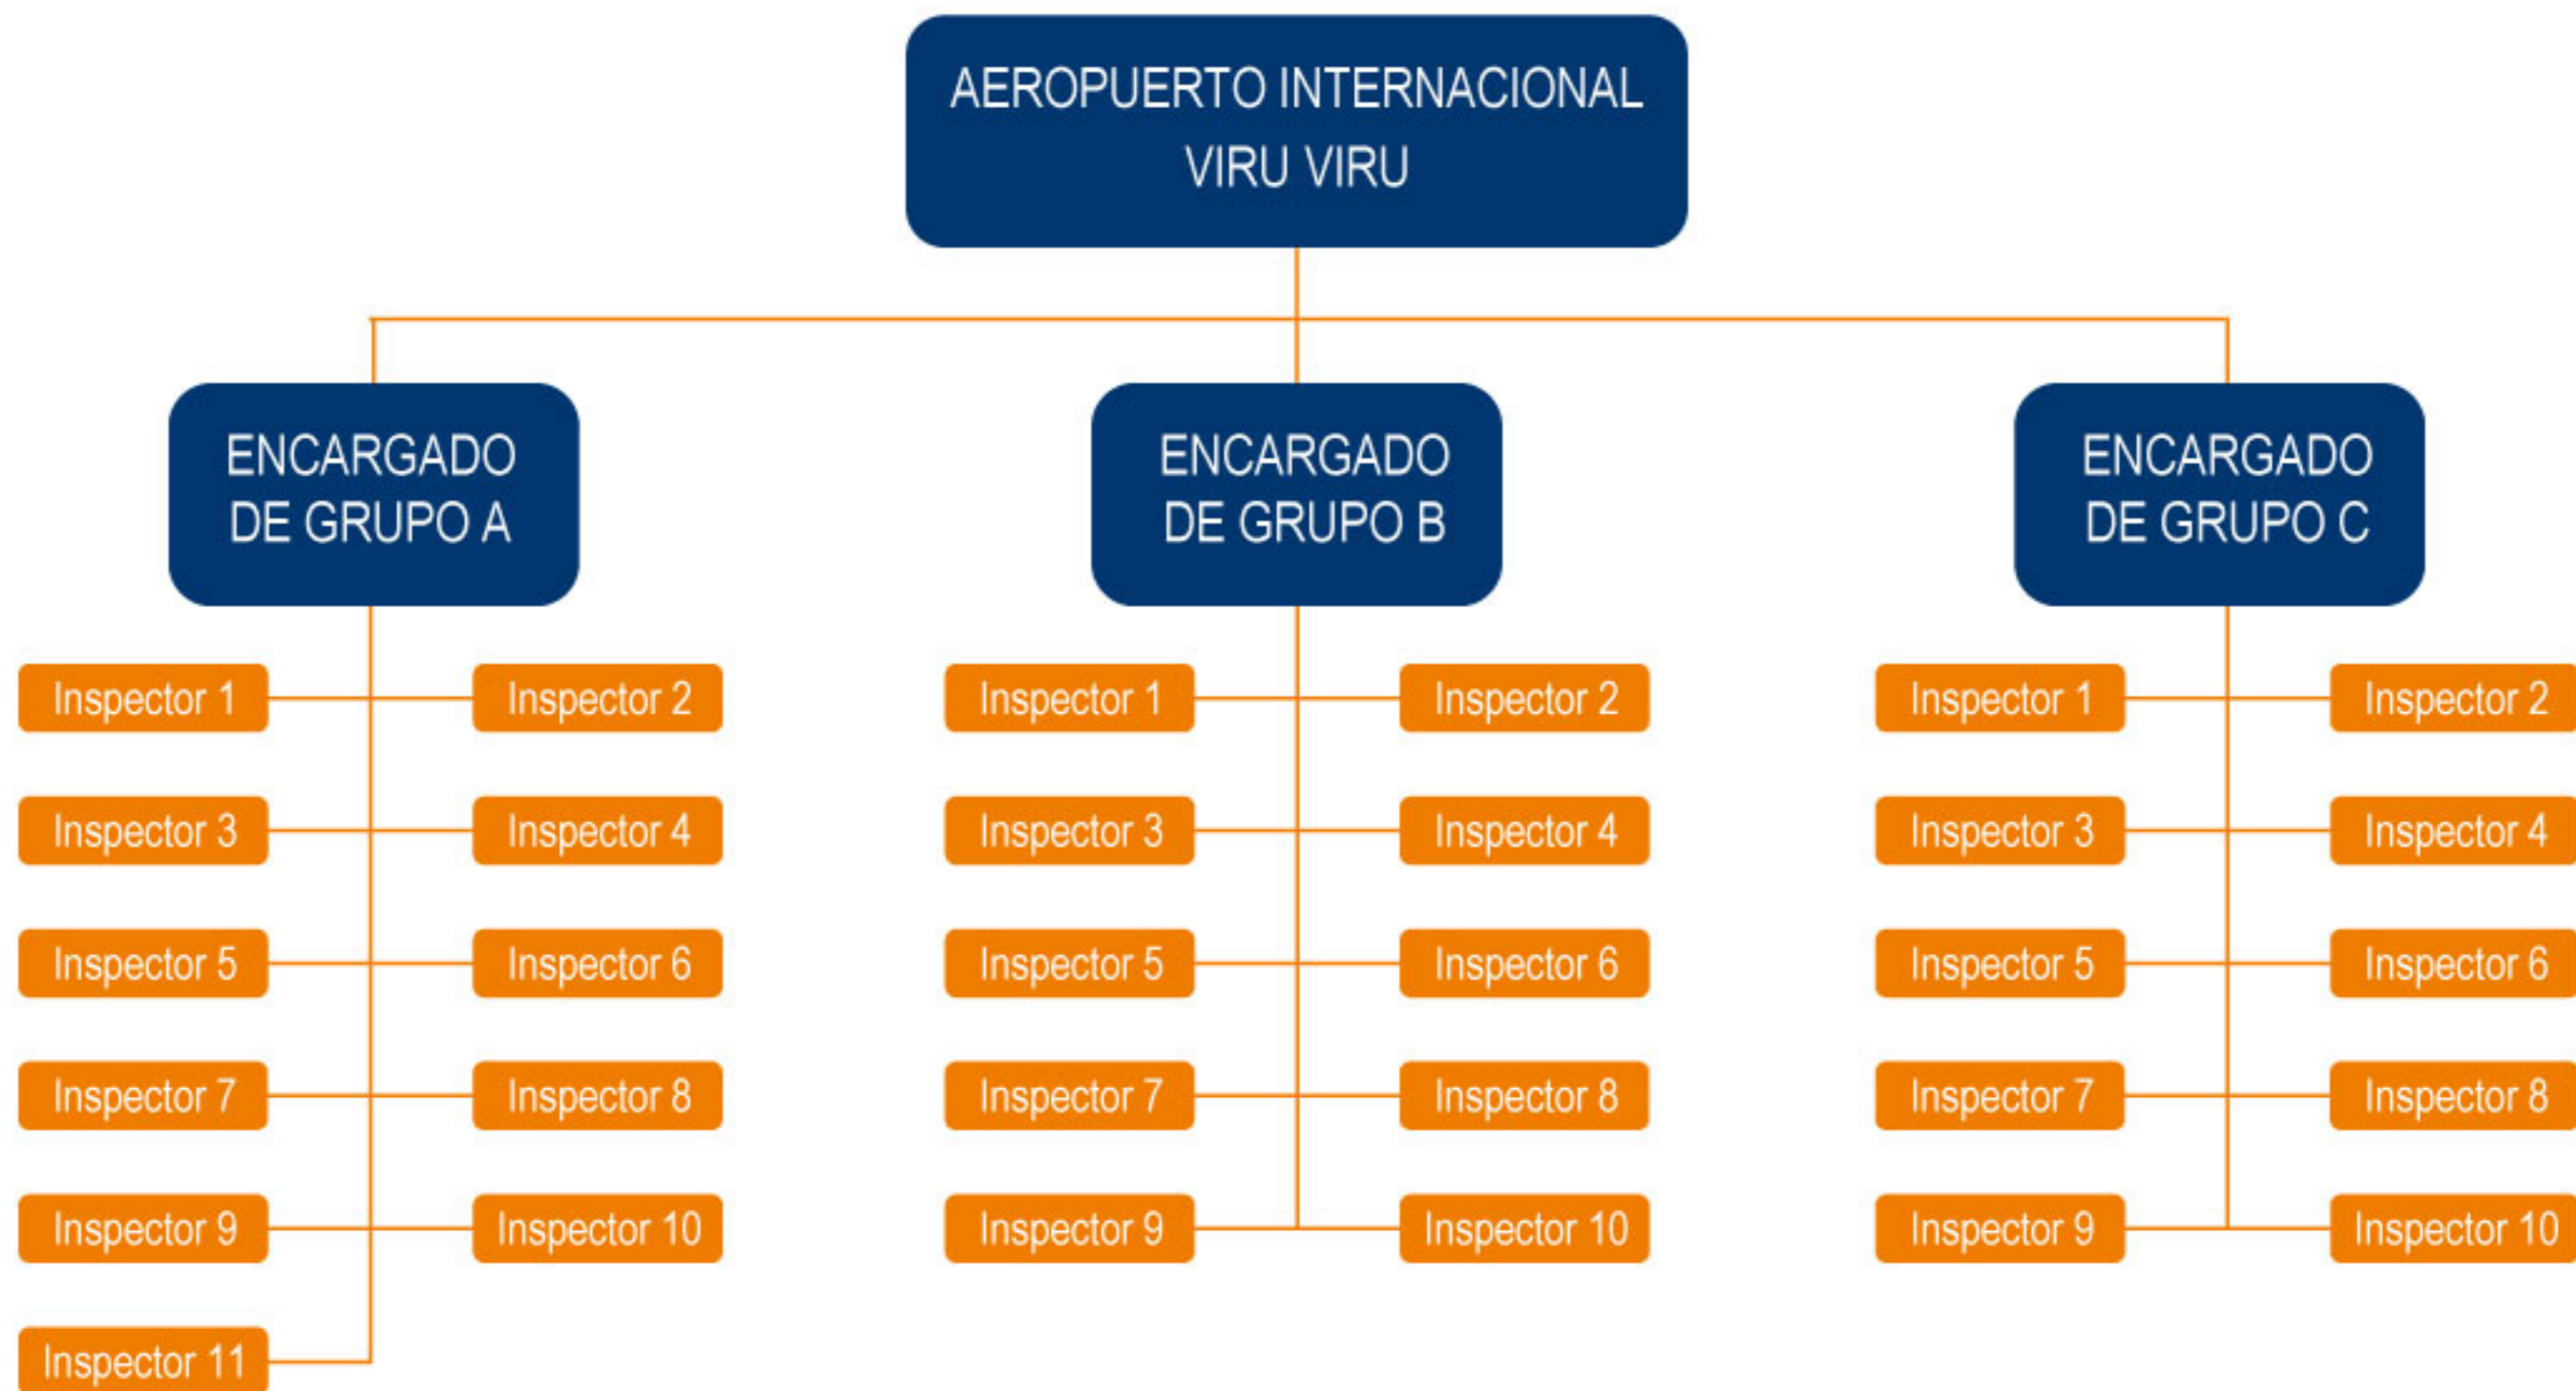 AEROPUERTO INTERNACIONAL
VIRU VIRU
ENCARGADO
DE GRUPO A
ENCARGADO
DE GRUPO B
ENCARGADO
DE GRUPO C
Inspector 1
Inspector 2
Inspector 3
Inspector 4
Inspector 5
Inspector 6
Inspector 7
Inspector 8
Inspector 9
Inspector 10
Inspector 11
Inspector 1
Inspector 2
Inspector 3
Inspector 4
Inspector 5
Inspector 6
Inspector 7
Inspector 8
Inspector 9
Inspector 10
Inspector 1
Inspector 2
Inspector 3
Inspector 4
Inspector 5
Inspector 6
Inspector 7
Inspector 8
Inspector 9
Inspector 10